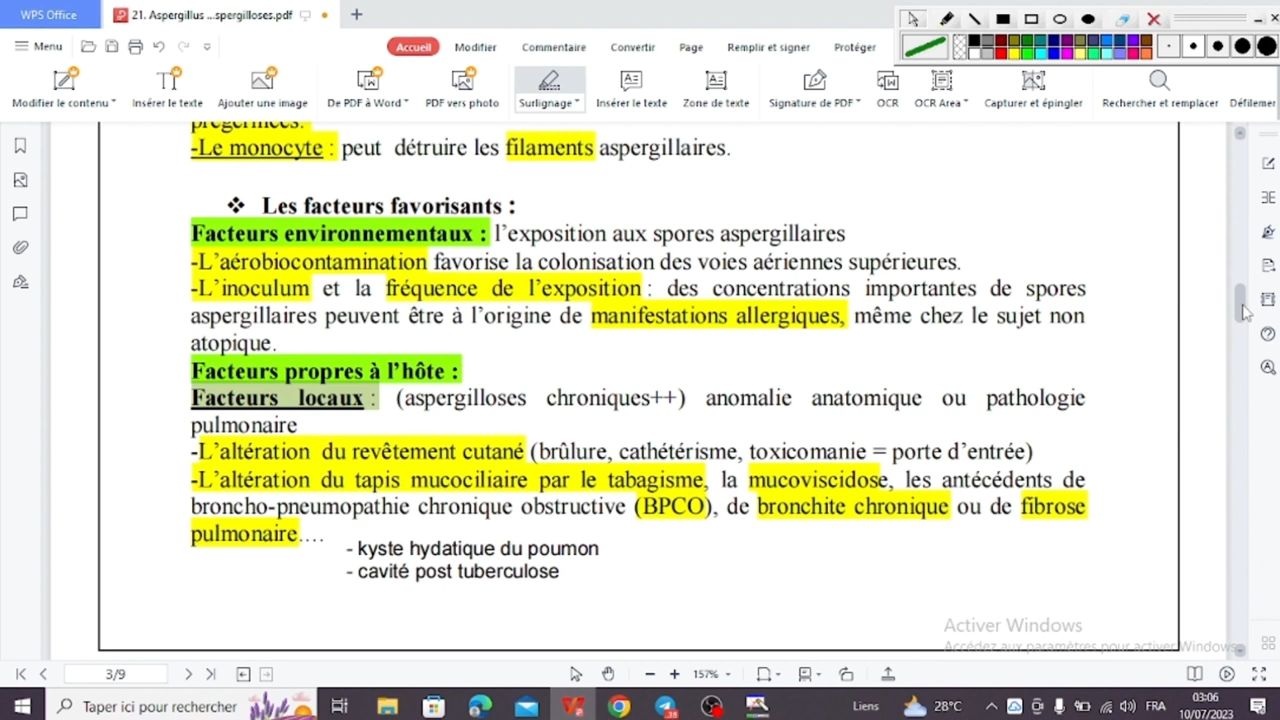 WPS Office
21. Aspergillus ...spergilloses.pdf
Menu
Accueil
Modifier
Commentaire
Convertir
Page
Remplir et signer
Protéger
Modifier le contenu
Insérer le texte
Ajouter une image
De PDF à Word
PDF vers photo
Surlignage
Insérer le texte
Zone de texte
Signature de PDF
OCR
OCR Area
Capturer et épingler
Rechercher et remplacer
Défilemen
prégermées.
-Le monocyte : peut détruire les filaments aspergillaires.
❖ Les facteurs favorisants :
Facteurs environnementaux : l’exposition aux spores aspergillaires
-L’aérobiocontamination favorise la colonisation des voies aériennes supérieures.
-L’inoculum et la fréquence de l’exposition : des concentrations importantes de spores
aspergillaires peuvent être à l’origine de manifestations allergiques, même chez le sujet non
atopique.
Facteurs propres à l’hôte :
Facteurs locaux : (aspergilloses chroniques++) anomalie anatomique ou pathologie
pulmonaire
-L’altération du revêtement cutané (brûlure, cathétérisme, toxicomanie = porte d’entrée)
-L’altération du tapis mucociliaire par le tabagisme, la mucoviscidose, les antécédents de
broncho-pneumopathie chronique obstructive (BPCO), de bronchite chronique ou de fibrose
pulmonaire....
- kyste hydatique du poumon
- cavité post tuberculose
Activer Windows
Accédez aux paramètres pour activer Windows.
3/9
157%
Taper ici pour rechercher
Liens
28°C
FRA
03:06
10/07/2023